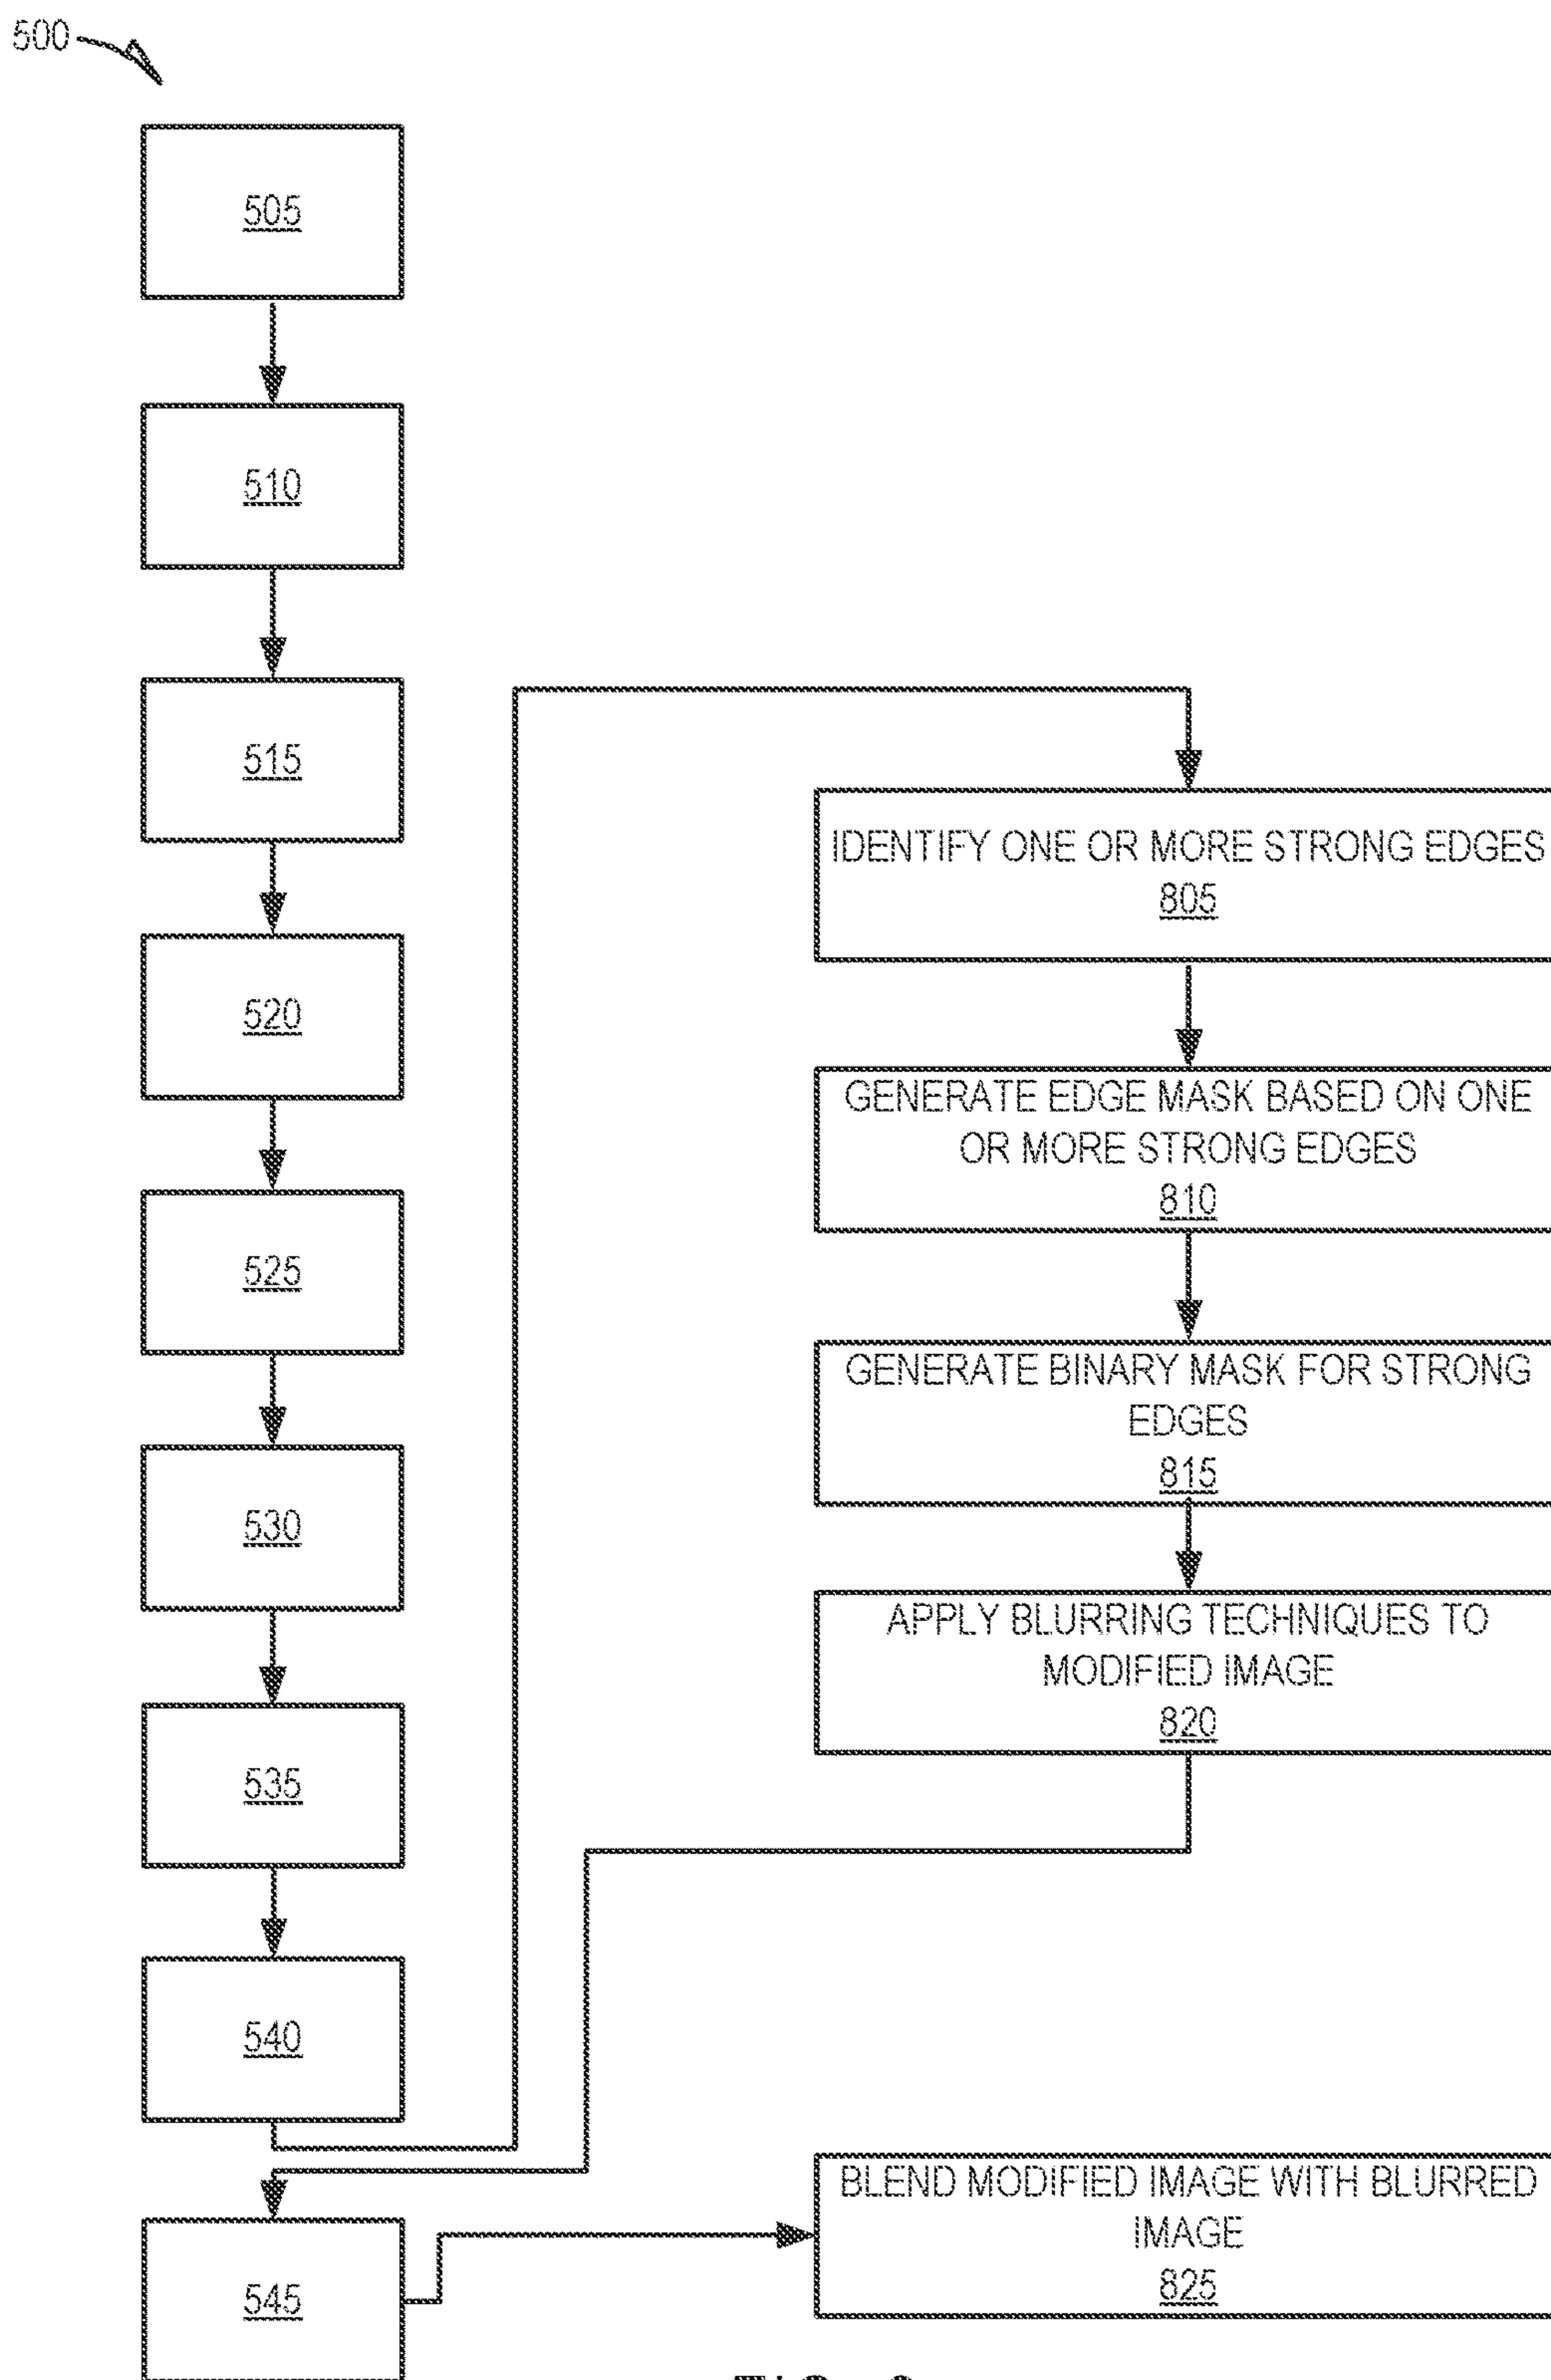 500
505
510
515
520
525
530
535
540
545
IDENTIFY ONE OR MORE STRONG EDGES
805
GENERATE EDGE MASK BASED ON ONE
OR MORE STRONG EDGES
810
GENERATE BINARY MASK FOR STRONG
EDGES
815
APPLY BLURRING TECHNIQUES TO
MODIFIED IMAGE
820
BLEND MODIFIED IMAGE WITH BLURRED
IMAGE
825